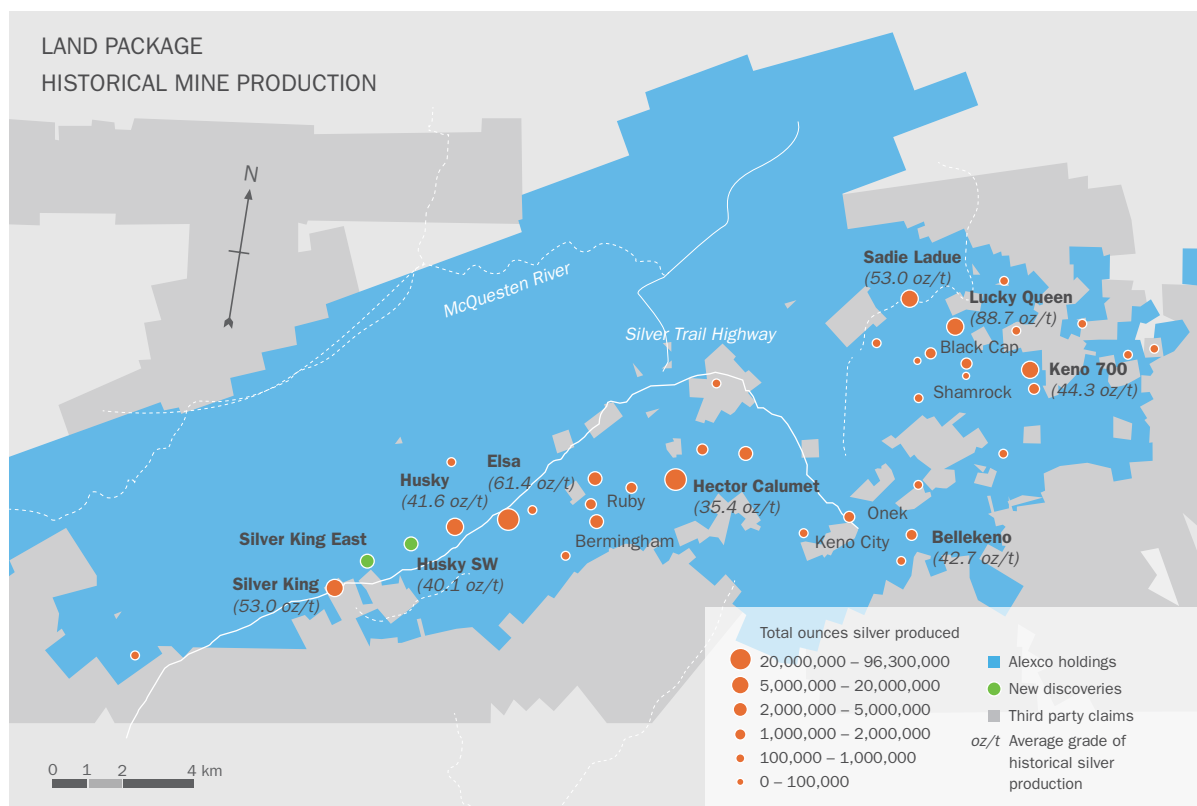 LAND PACKAGE
HISTORICAL MINE PRODUCTION
N
McQuesten River
Silver Trail Highway
Sadie Ladue
(53.0 oz/t)
Lucky Queen
(88.7 oz/t)
Black Cap
Keno 700
(44.3 oz/t)
Shamrock
Elsa
(61.4 oz/t)
Husky
(41.6 oz/t)
Ruby
Hector Calumet
(35.4 oz/t)
Onek
Bermingham
Keno City
Bellekeno
(42.7 oz/t)
Silver King East
Husky SW
(40.1 oz/t)
Silver King
(53.0 oz/t)
Total ounces silver produced
20,000,000 – 96,300,000
5,000,000 – 20,000,000
2,000,000 – 5,000,000
1,000,000 – 2,000,000
100,000 – 1,000,000
0 – 100,000
Alexco holdings
New discoveries
Third party claims
oz/t Average grade of
historical silver
production
0 1 2 4 km